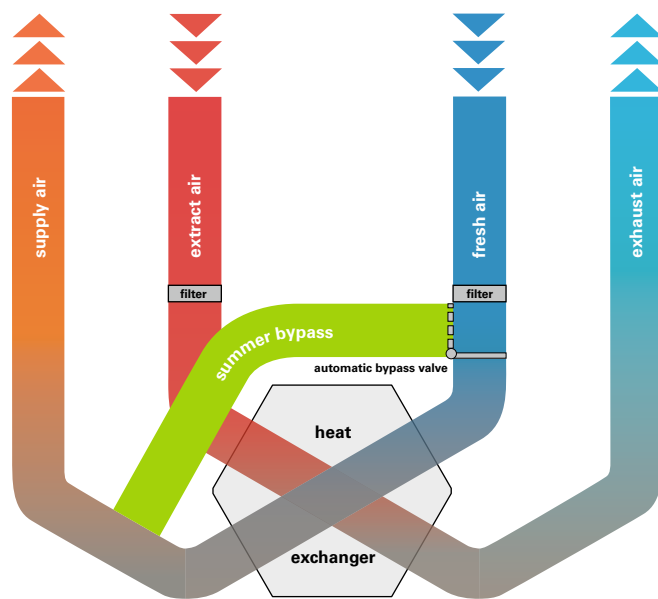 supply air
extract air
fresh air
exhaust air
filter
filter
summer bypass
automatic bypass valve
heat
exchanger